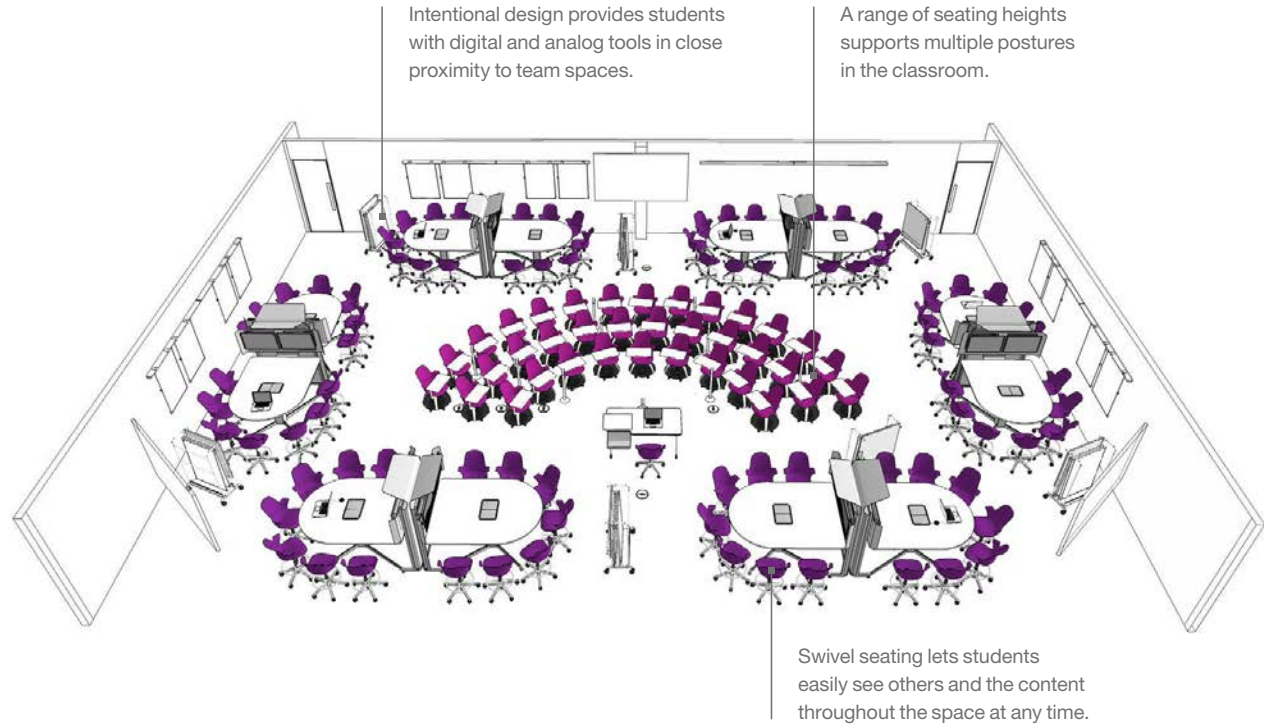 Intentional design provides students
with digital and analog tools in close
proximity to team spaces.
A range of seating heights
supports multiple postures
in the classroom.
Swivel seating lets students
easily see others and the content
throughout the space at any time.